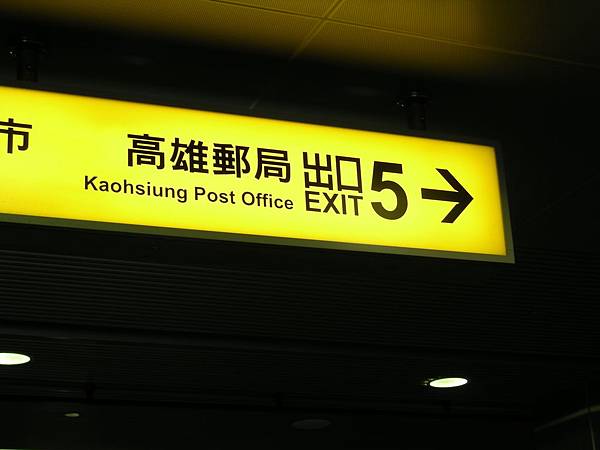 市
高雄郵局
Kaohsiung Post Office
出口
EXIT
5→